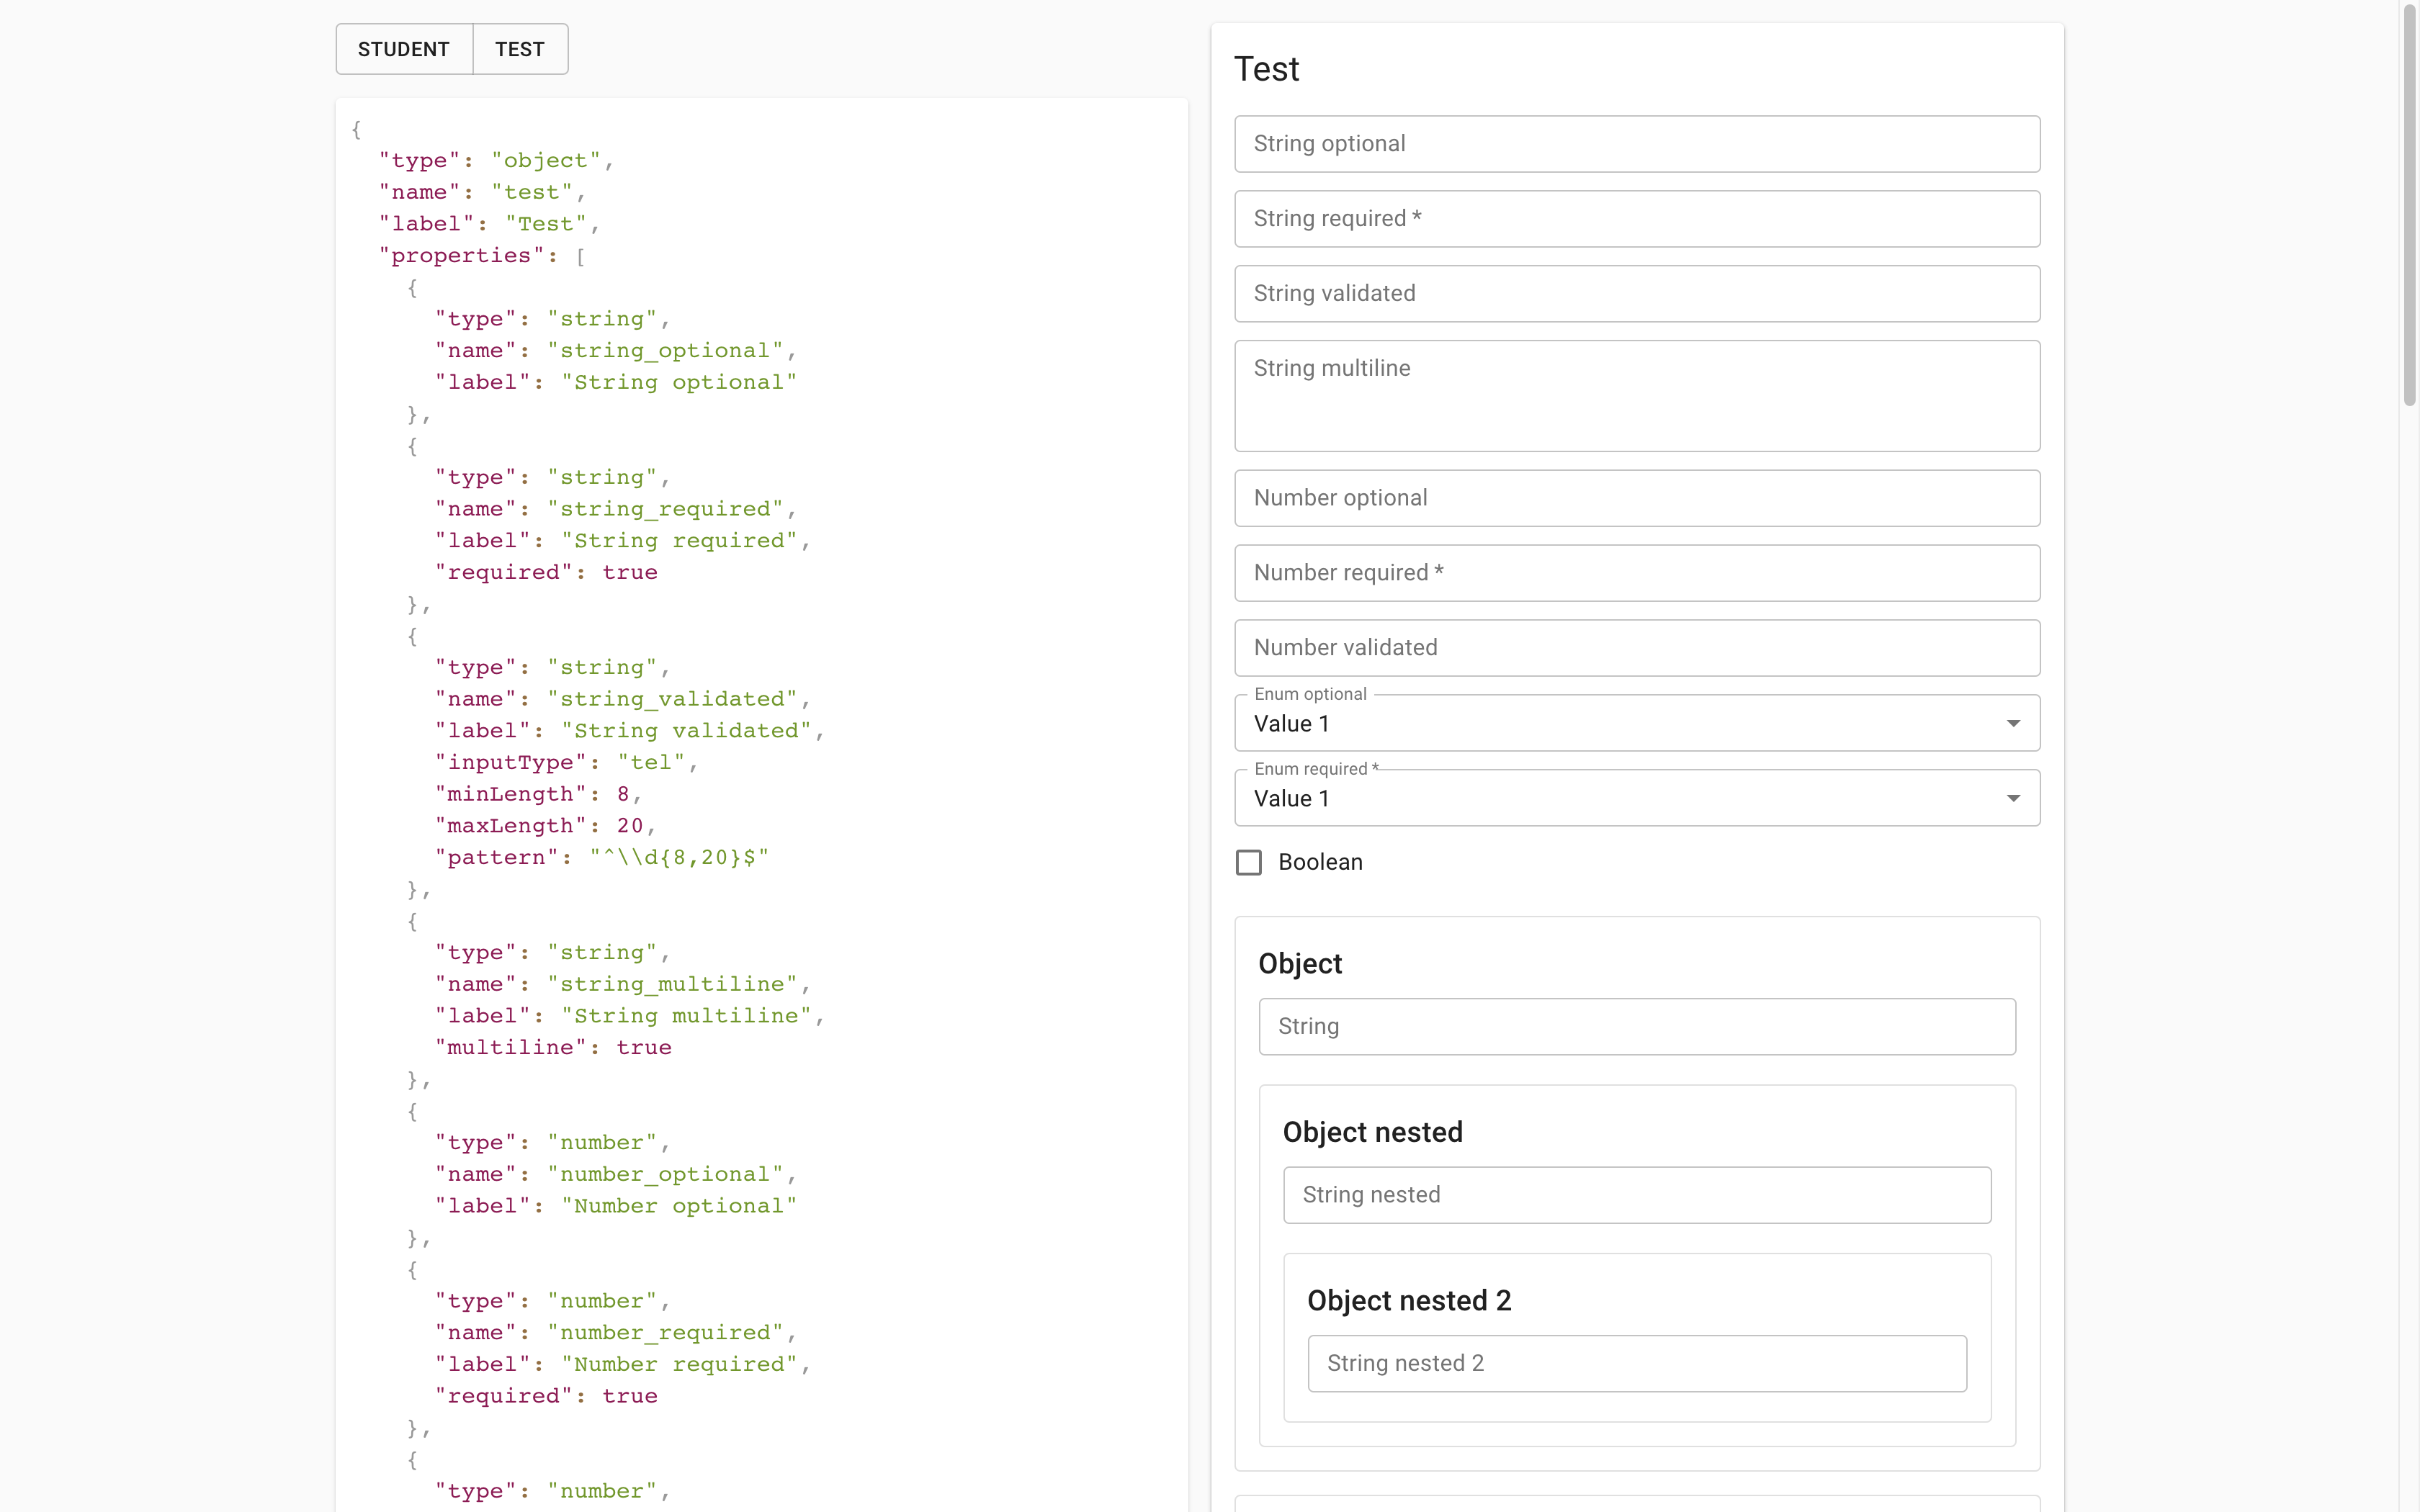 STUDENT TEST
{
"type": "object",
"name": "test",
"label": "Test",
"properties": [
{
"type": "string",
"name": "string_optional",
"label": "String optional"
},
{
"type": "string",
"name": "string_required",
"label": "String required",
"required": true
},
{
"type": "string",
"name": "string_validated",
"label": "String validated",
"inputType": "tel",
"minLength": 8,
"maxLength": 20,
"pattern": "^\\d{8,20}$"
},
{
"type": "string",
"name": "string_multiline",
"label": "String multiline",
"multiline": true
},
{
"type": "number",
"name": "number_optional",
"label": "Number optional"
},
{
"type": "number",
"name": "number_required",
"label": "Number required",
"required": true
},
{
"type": "number",
Test
String optional
String required *
String validated
String multiline
Number optional
Number required *
Number validated
Enum optional
Value 1
Enum required *
Value 1
Boolean
Object
String
Object nested
String nested
Object nested 2
String nested 2